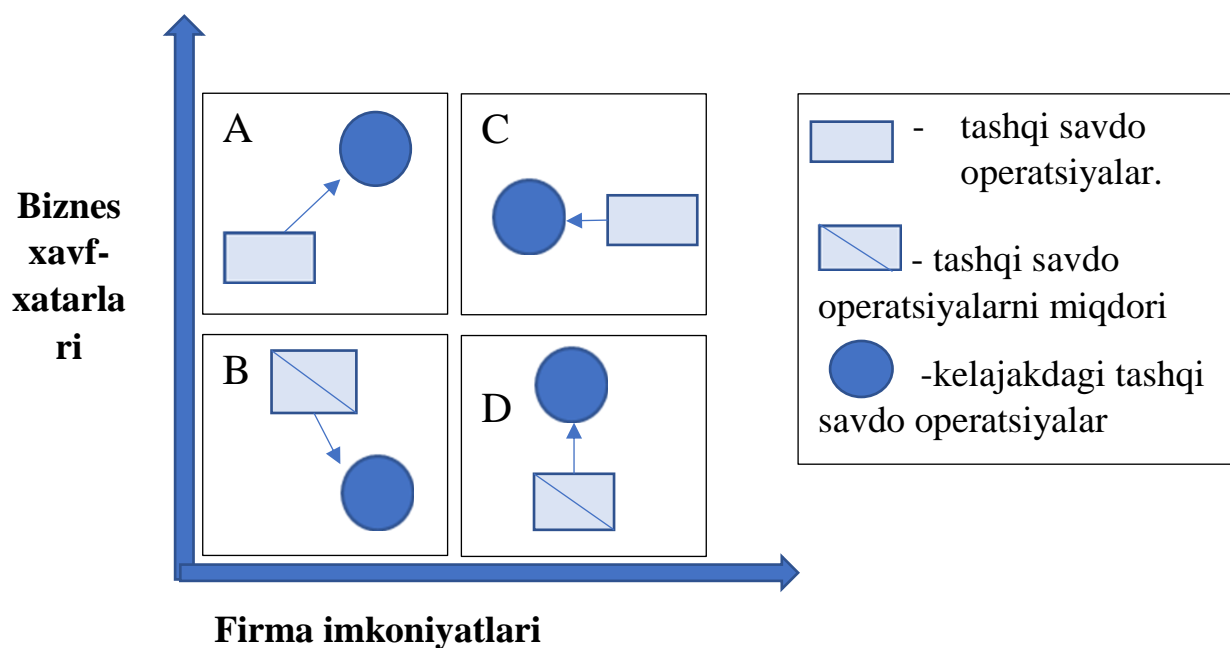 A
C
B
D
Biznes
xavf-
xatarla
ri
Firma imkoniyatlari
- tashqi savdo
operatsiyalar.
- tashqi savdo
operatsiyalarni miqdori
-kelajakdagi tashqi
savdo operatsiyalar